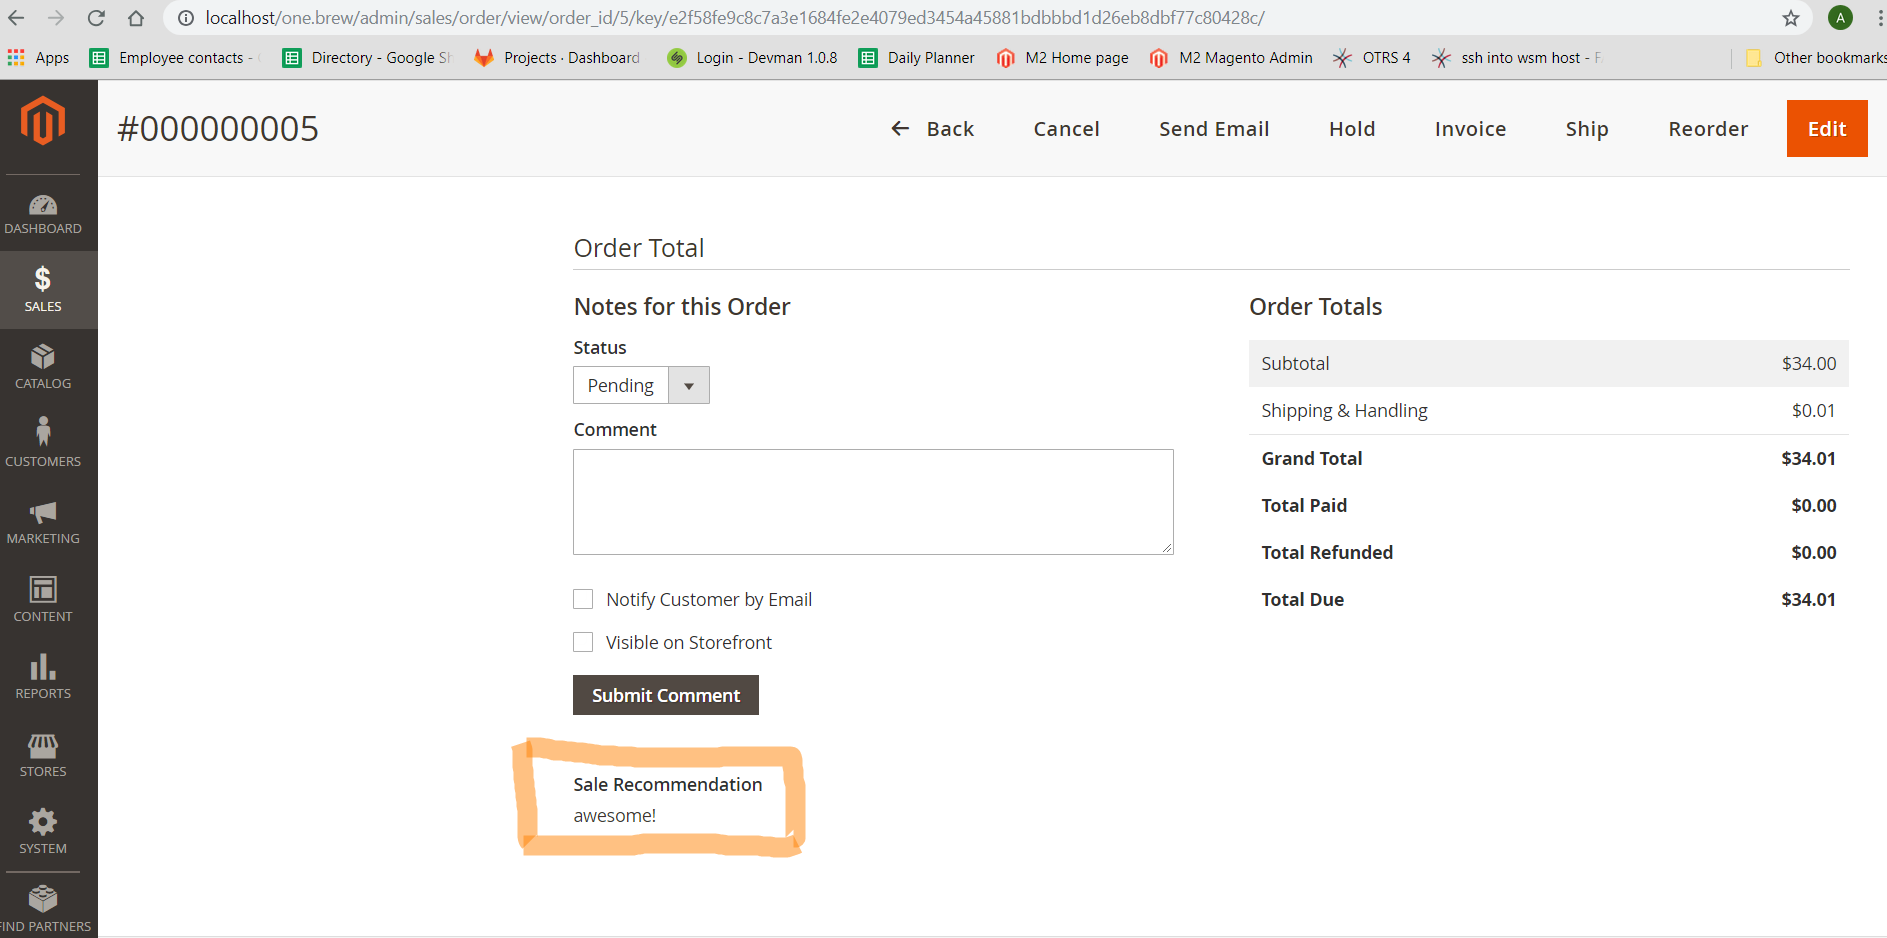 localhost/one.brew/admin/sales/order/view/order_id/5/key/e2f58fe9c8c7a3e1684fe2e4079ed3454a45881bdbbbd1d26eb8dbf77c80428c/
A
Apps
Employee contacts -
Directory - Google Sh
Projects · Dashboard
Login - Devman 1.0.8
Daily Planner
M2 Home page
M2 Magento Admin
OTRS 4
ssh into wsm host - F
Other bookmarks
#000000005
Back
Cancel
Send Email
Hold
Invoice
Ship
Reorder
Edit
DASHBOARD
$
SALES
CATALOG
CUSTOMERS
MARKETING
CONTENT
REPORTS
STORES
SYSTEM
FIND PARTNERS
Order Total
Notes for this Order
Status
Pending
Comment
Notify Customer by Email
Visible on Storefront
Submit Comment
Sale Recommendation
awesome!
Order Totals
Subtotal $34.00
Shipping & Handling $0.01
Grand Total $34.01
Total Paid $0.00
Total Refunded $0.00
Total Due $34.01